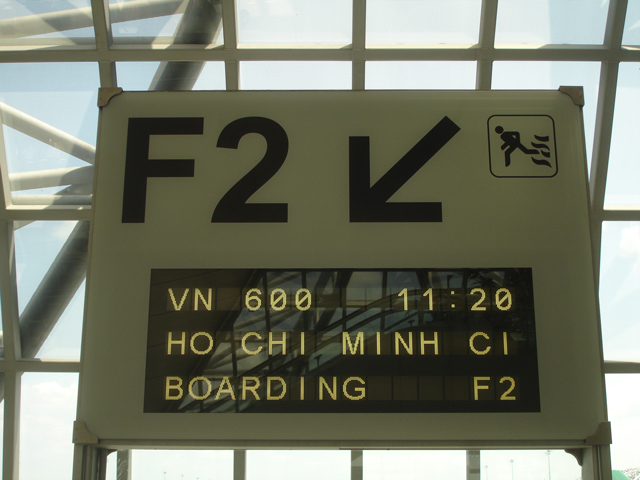 F2
VN 600 11:20
HO CHI MINH CI
BOARDING F2